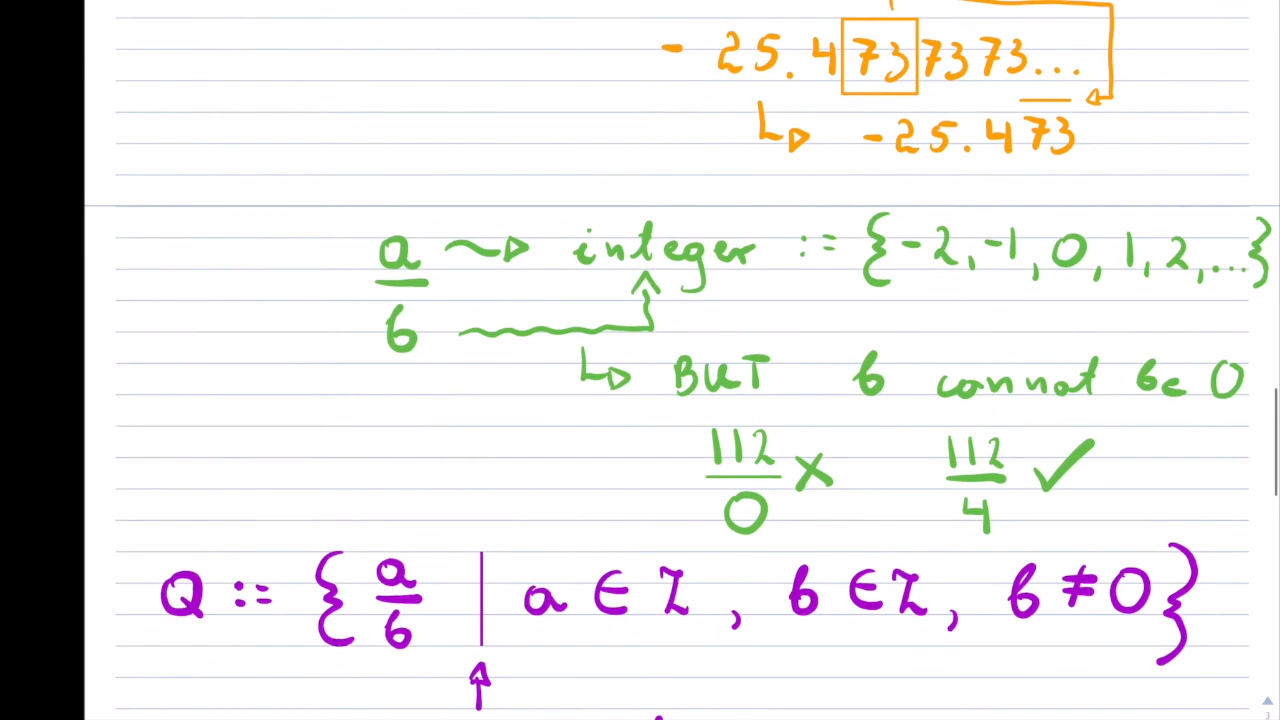 - 25.4737373...
-25.473
a/b integer := {-2, -1, 0, 1, 2, ...}
BUT b cannot be 0
112/0 112/4 ✓
Q := {a/b | a ∈ Z, b ∈ Z, b ≠ 0}
3